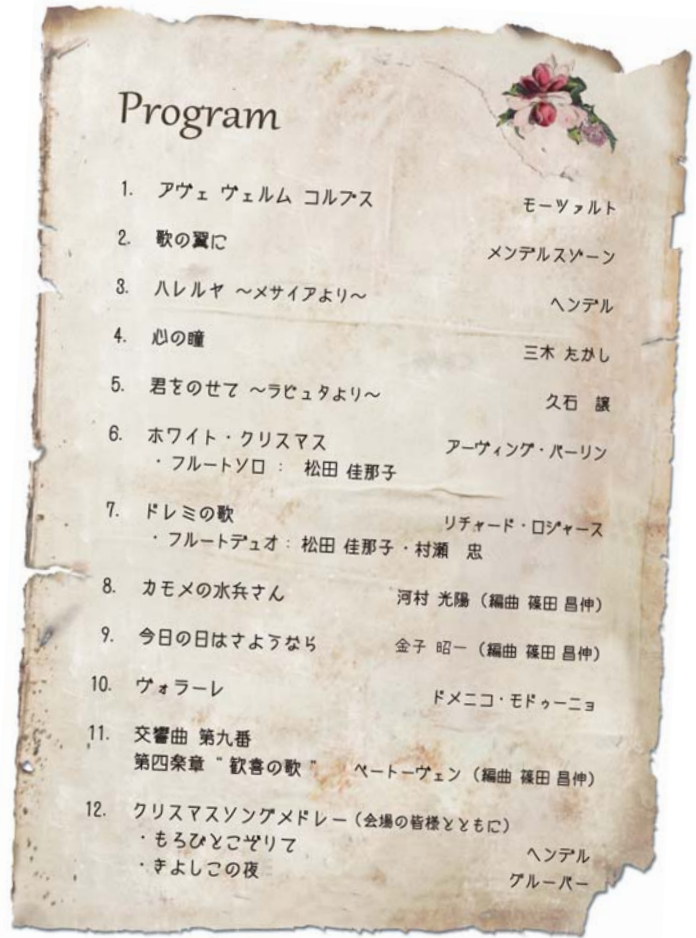 Program
1. アヴェ ヴェルム コルプス モーツァルト
2. 歌の翼に メンデルスゾーン
3. ハレルヤ ～メサイアより～ ヘンデル
4. 心の瞳 三木 たかし
5. 君をのせて ～ラピュタより～ 久石 譲
6. ホワイト・クリスマス アーヴィング・バーリン
・フルートソロ： 松田 佳那子
7. ドレミの歌 リチャード・ロジャース
・フルートデュオ：松田 佳那子・村瀬 忠
8. カモメの水兵さん 河村 光陽（編曲 篠田 昌伸）
9. 今日の日はさようなら 金子 昭一（編曲 篠田 昌伸）
10. ヴォラーレ ドメニコ・モドゥーニョ
11. 交響曲 第九番
第四楽章 “歓喜の歌” ベートーヴェン（編曲 篠田 昌伸）
12. クリスマスソングメドレー（会場の皆様とともに）
・もろびとこぞりて ヘンデル
・きよしこの夜 グルーバー